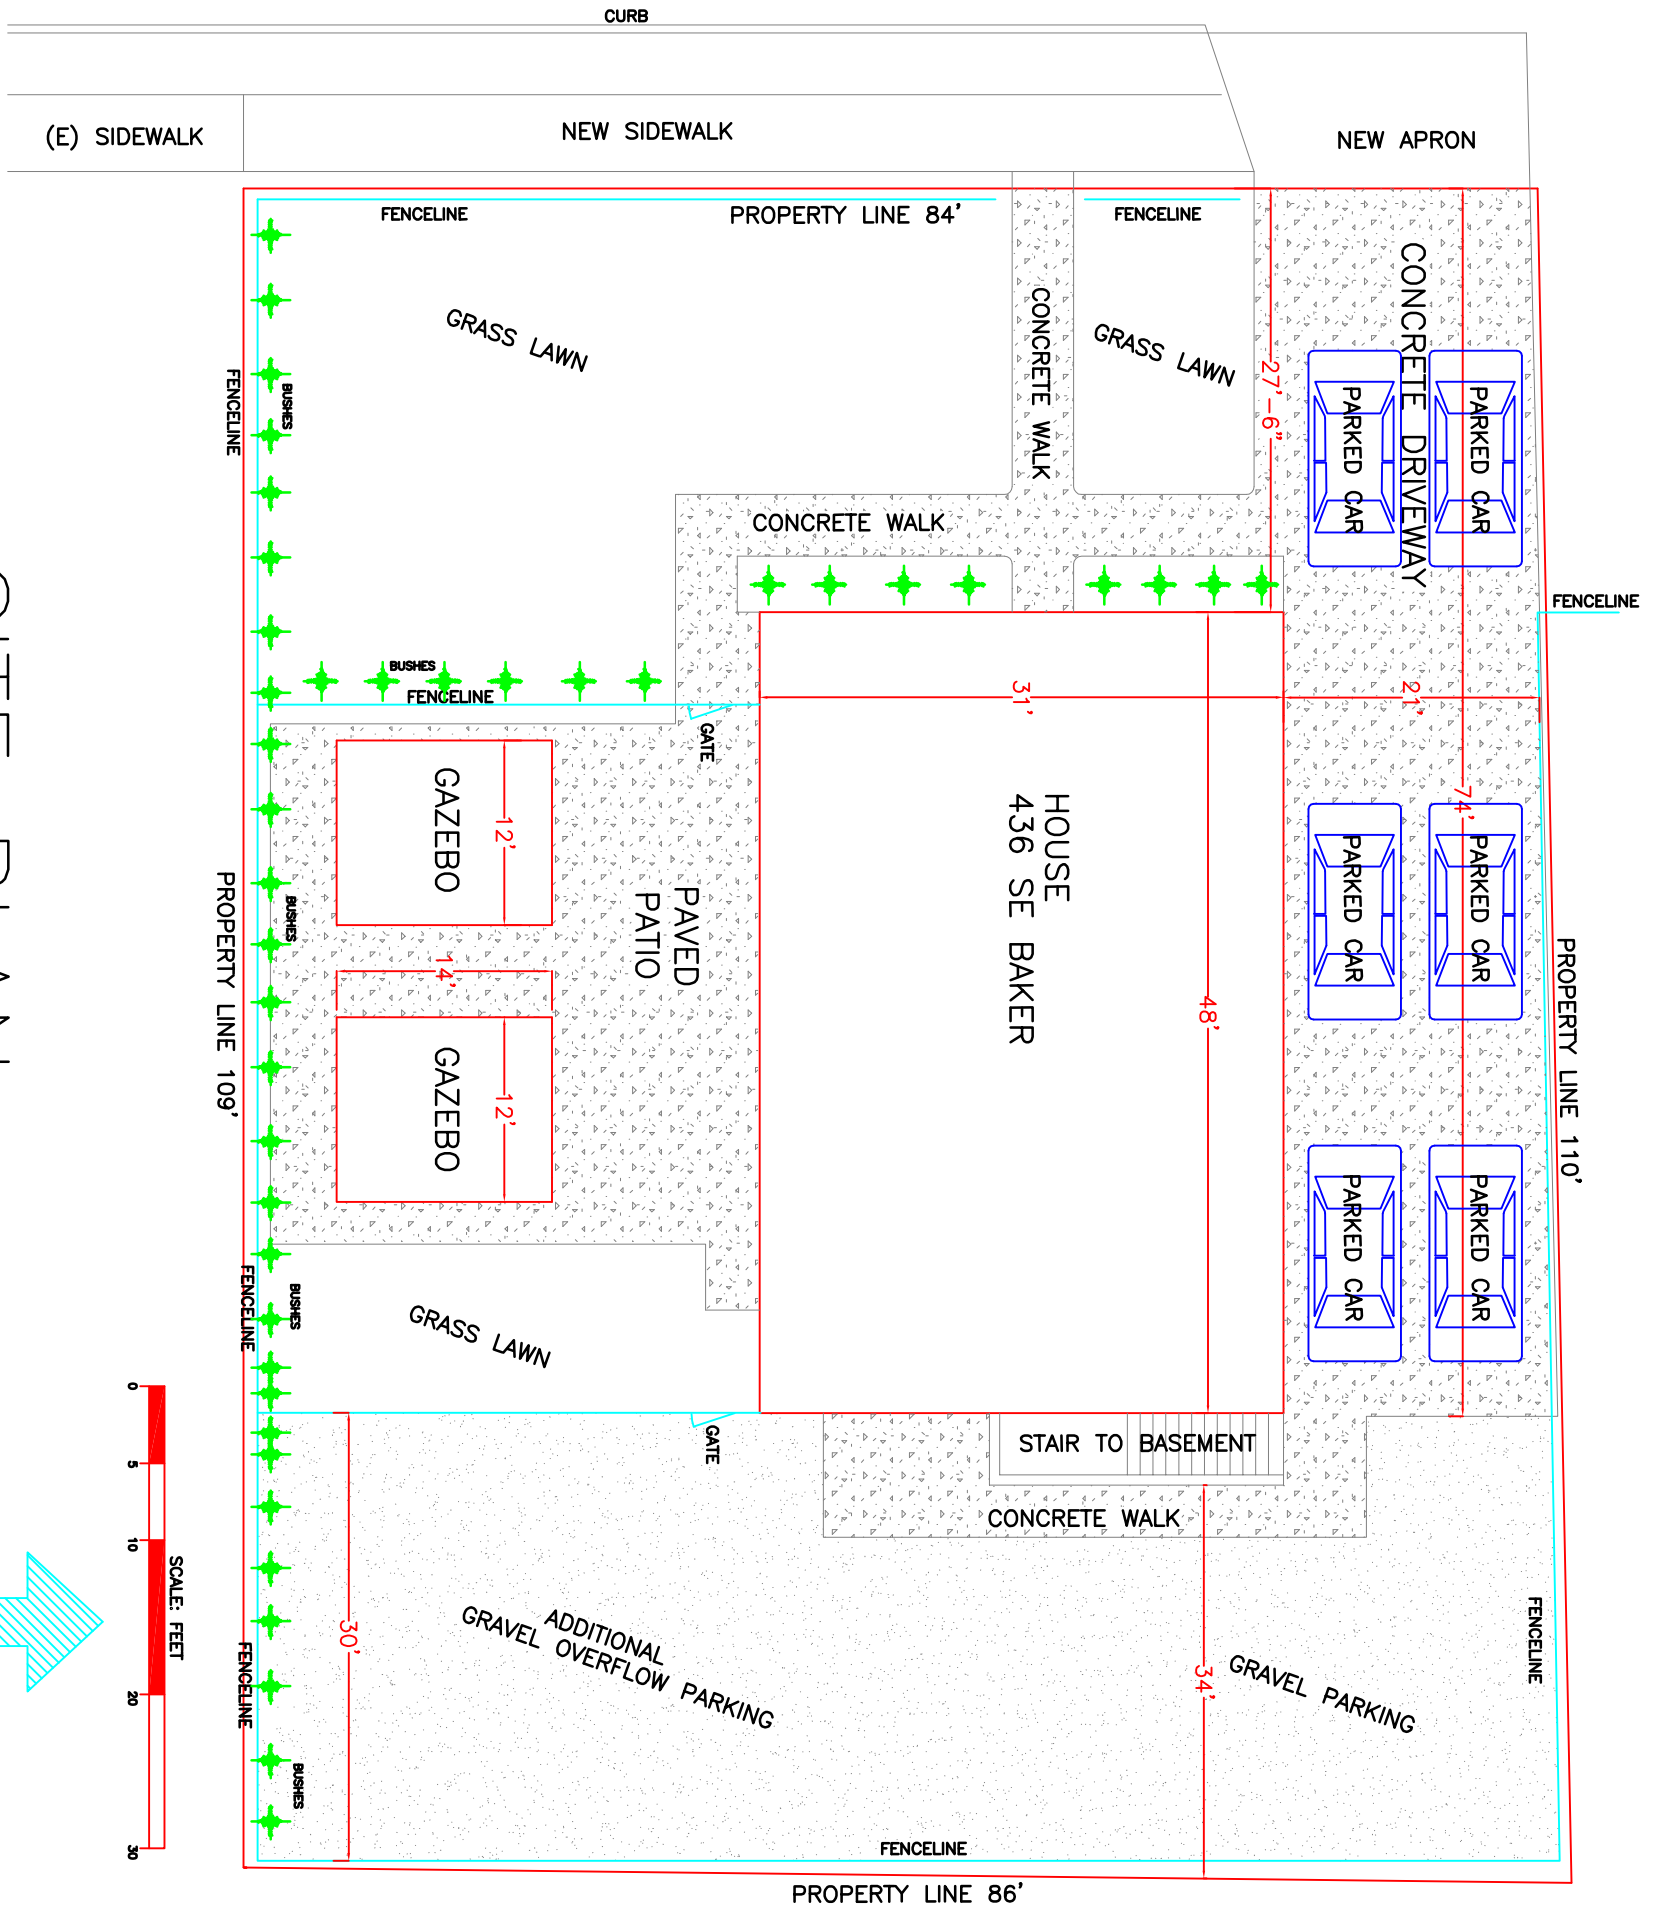 CURB
(E) SIDEWALK
NEW SIDEWALK
NEW APRON
FENCELINE
PROPERTY LINE 84'
FENCELINE
GRASS LAWN
CONCRETE WALK
GRASS LAWN
27'-6"
CONCRETE DRIVEWAY
PARKED CAR
PARKED CAR
FENCELINE
BUSHES
CONCRETE WALK
FENCELINE
BUSHES
FENCELINE
GATE
31'
21'
74'
GAZEBO
12'
PAVED
PATIO
HOUSE
436 SE BAKER
48'
PARKED CAR
PARKED CAR
PROPERTY LINE 110'
BUSHES
PROPERTY LINE 109'
14'
GAZEBO
12'
PARKED CAR
PARKED CAR
FENCELINE
BUSHES
GRASS LAWN
GATE
STAIR TO BASEMENT
CONCRETE WALK
30'
ADDITIONAL
GRAVEL OVERFLOW PARKING
34'
GRAVEL PARKING
FENCELINE
FENCELINE
BUSHES
FENCELINE
PROPERTY LINE 86'
0
5
10
20
30
SCALE: FEET